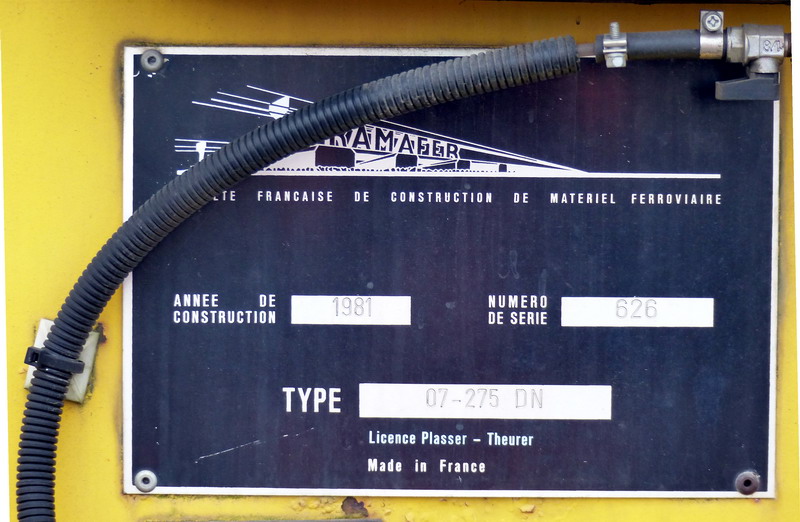 RAMAFER
FRANCAISE DE CONSTRUCTION DE MATERIEL FERROVIAIRE
ANNEE DE CONSTRUCTION 1981
NUMERO DE SERIE 626
TYPE 07-275 DN
Licence Plasser - Theurer
Made in France